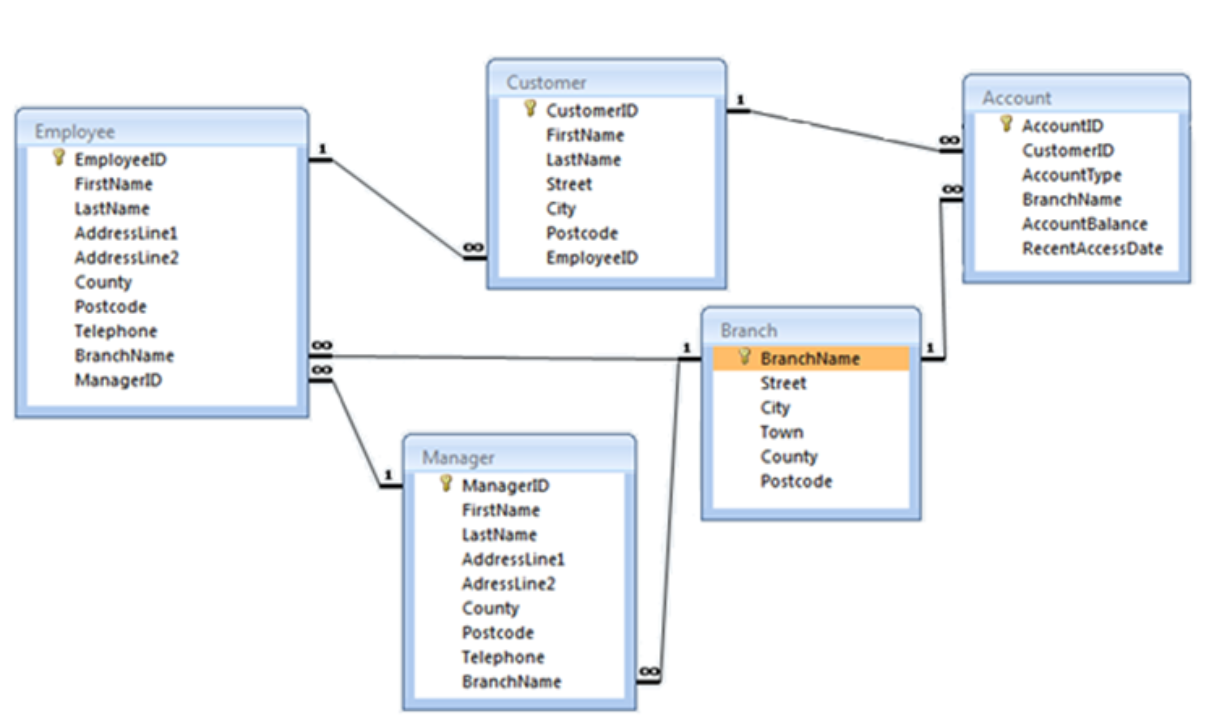 Employee
EmployeeID
FirstName
LastName
AddressLine1
AddressLine2
County
Postcode
Telephone
BranchName
ManagerID
1
∞
∞
∞
Customer
CustomerID
FirstName
LastName
Street
City
Postcode
EmployeeID
1
∞
Account
AccountID
CustomerID
AccountType
BranchName
AccountBalance
RecentAccessDate
∞
∞
Manager
ManagerID
FirstName
LastName
AddressLine1
AdressLine2
County
Postcode
Telephone
BranchName
1
Branch
BranchName
Street
City
Town
County
Postcode
1
1